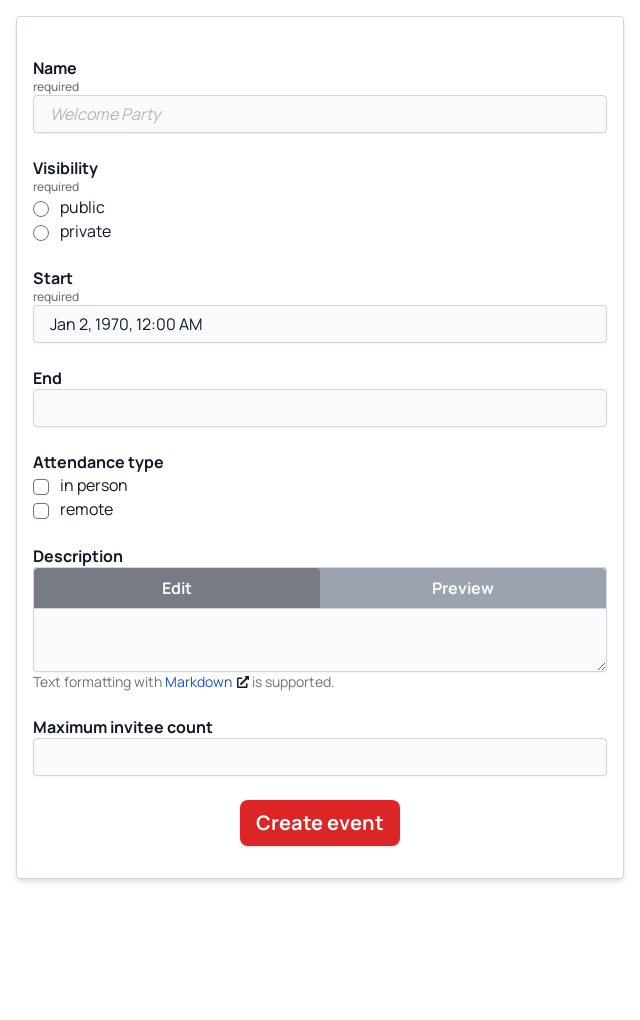 Name
required
Welcome Party
Visibility
required
public
private
Start
required
Jan 2, 1970, 12:00 AM
End
Attendance type
in person
remote
Description
Edit Preview
Text formatting with Markdown is supported.
Maximum invitee count
Create event